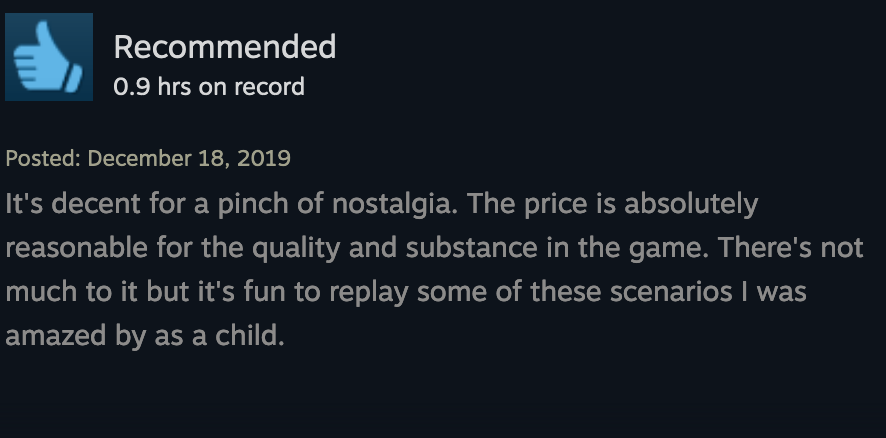 Recommended
0.9 hrs on record
Posted: December 18, 2019
It's decent for a pinch of nostalgia. The price is absolutely
reasonable for the quality and substance in the game. There's not
much to it but it's fun to replay some of these scenarios I was
amazed by as a child.